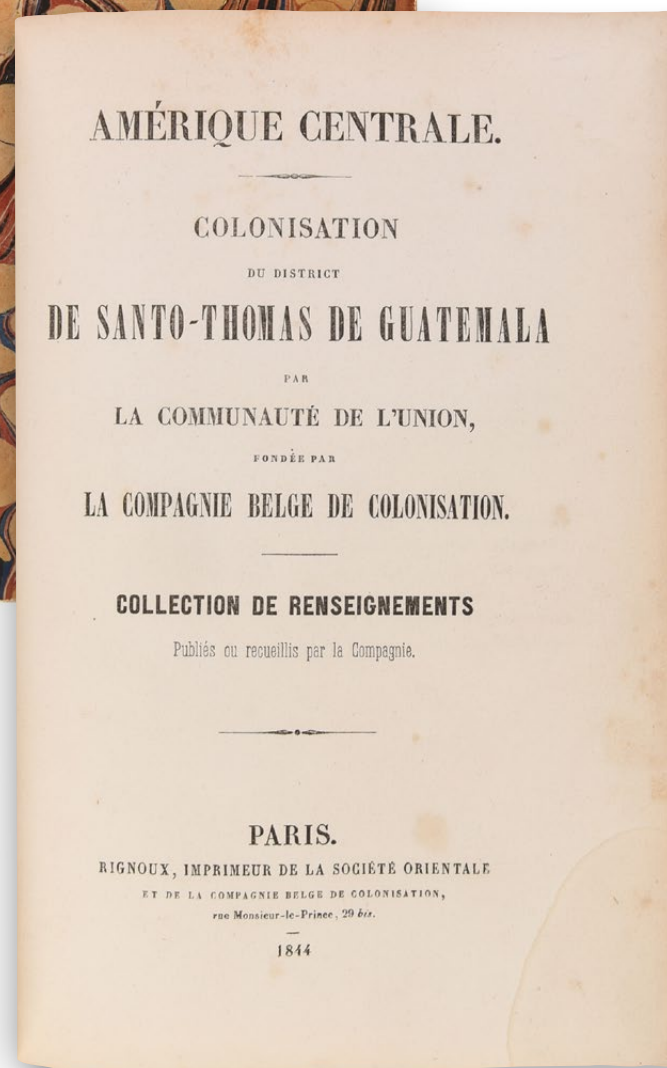 AMÉRIQUE CENTRALE.
COLONISATION
DU DISTRICT
DE SANTO-THOMAS DE GUATEMALA
PAR
LA COMMUNAUTÉ DE L'UNION,
FONDÉE PAR
LA COMPAGNIE BELGE DE COLONISATION.
COLLECTION DE RENSEIGNEMENTS
Publiés ou recueillis par la Compagnie.
PARIS.
RIGNOUX, IMPRIMEUR DE LA SOCIÉTÉ ORIENTALE
ET DE LA COMPAGNIE BELGE DE COLONISATION,
rue Monsieur-le-Prince, 29 bis.
1844